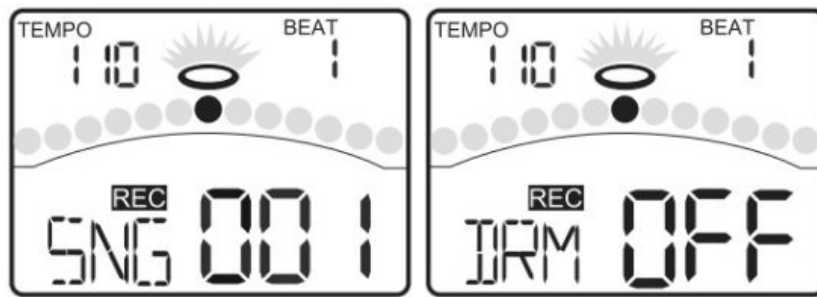 TEMPO BEAT
110 1
REC
SNG 001
TEMPO BEAT
110 1
REC
DRM OFF